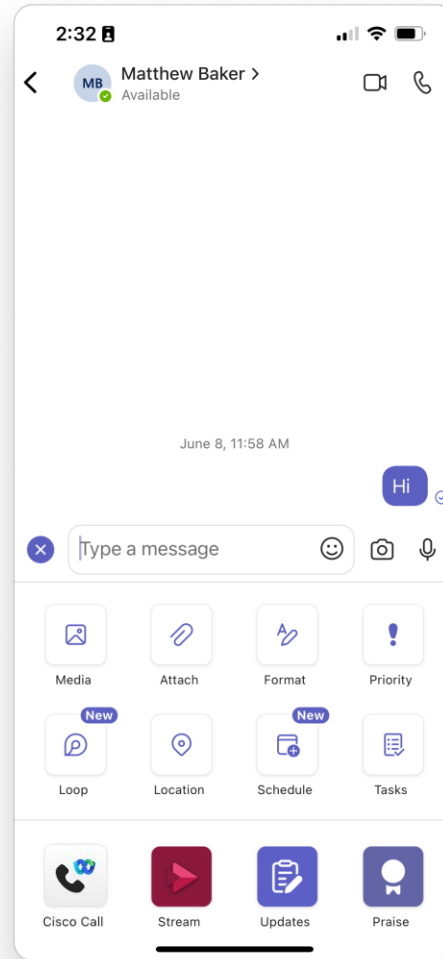 2:32
MB
Matthew Baker >
Available
June 8, 11:58 AM
Hi
Type a message
Media
Attach
Format
Priority
New
New
Loop
Location
Schedule
Tasks
Cisco Call
Stream
Updates
Praise